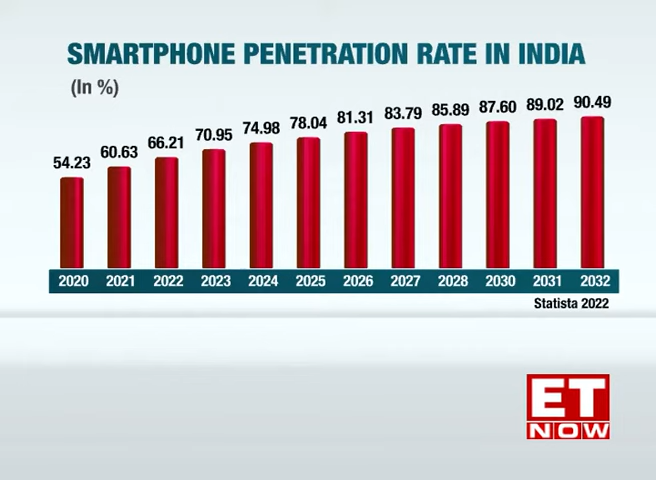 SMARTPHONE PENETRATION RATE IN INDIA
(In %)
54.23 60.63 66.21 70.95 74.98 78.04 81.31 83.79 85.89 87.60 89.02 90.49
2020 2021 2022 2023 2024 2025 2026 2027 2028 2030 2031 2032
Statista 2022
ET
NOW